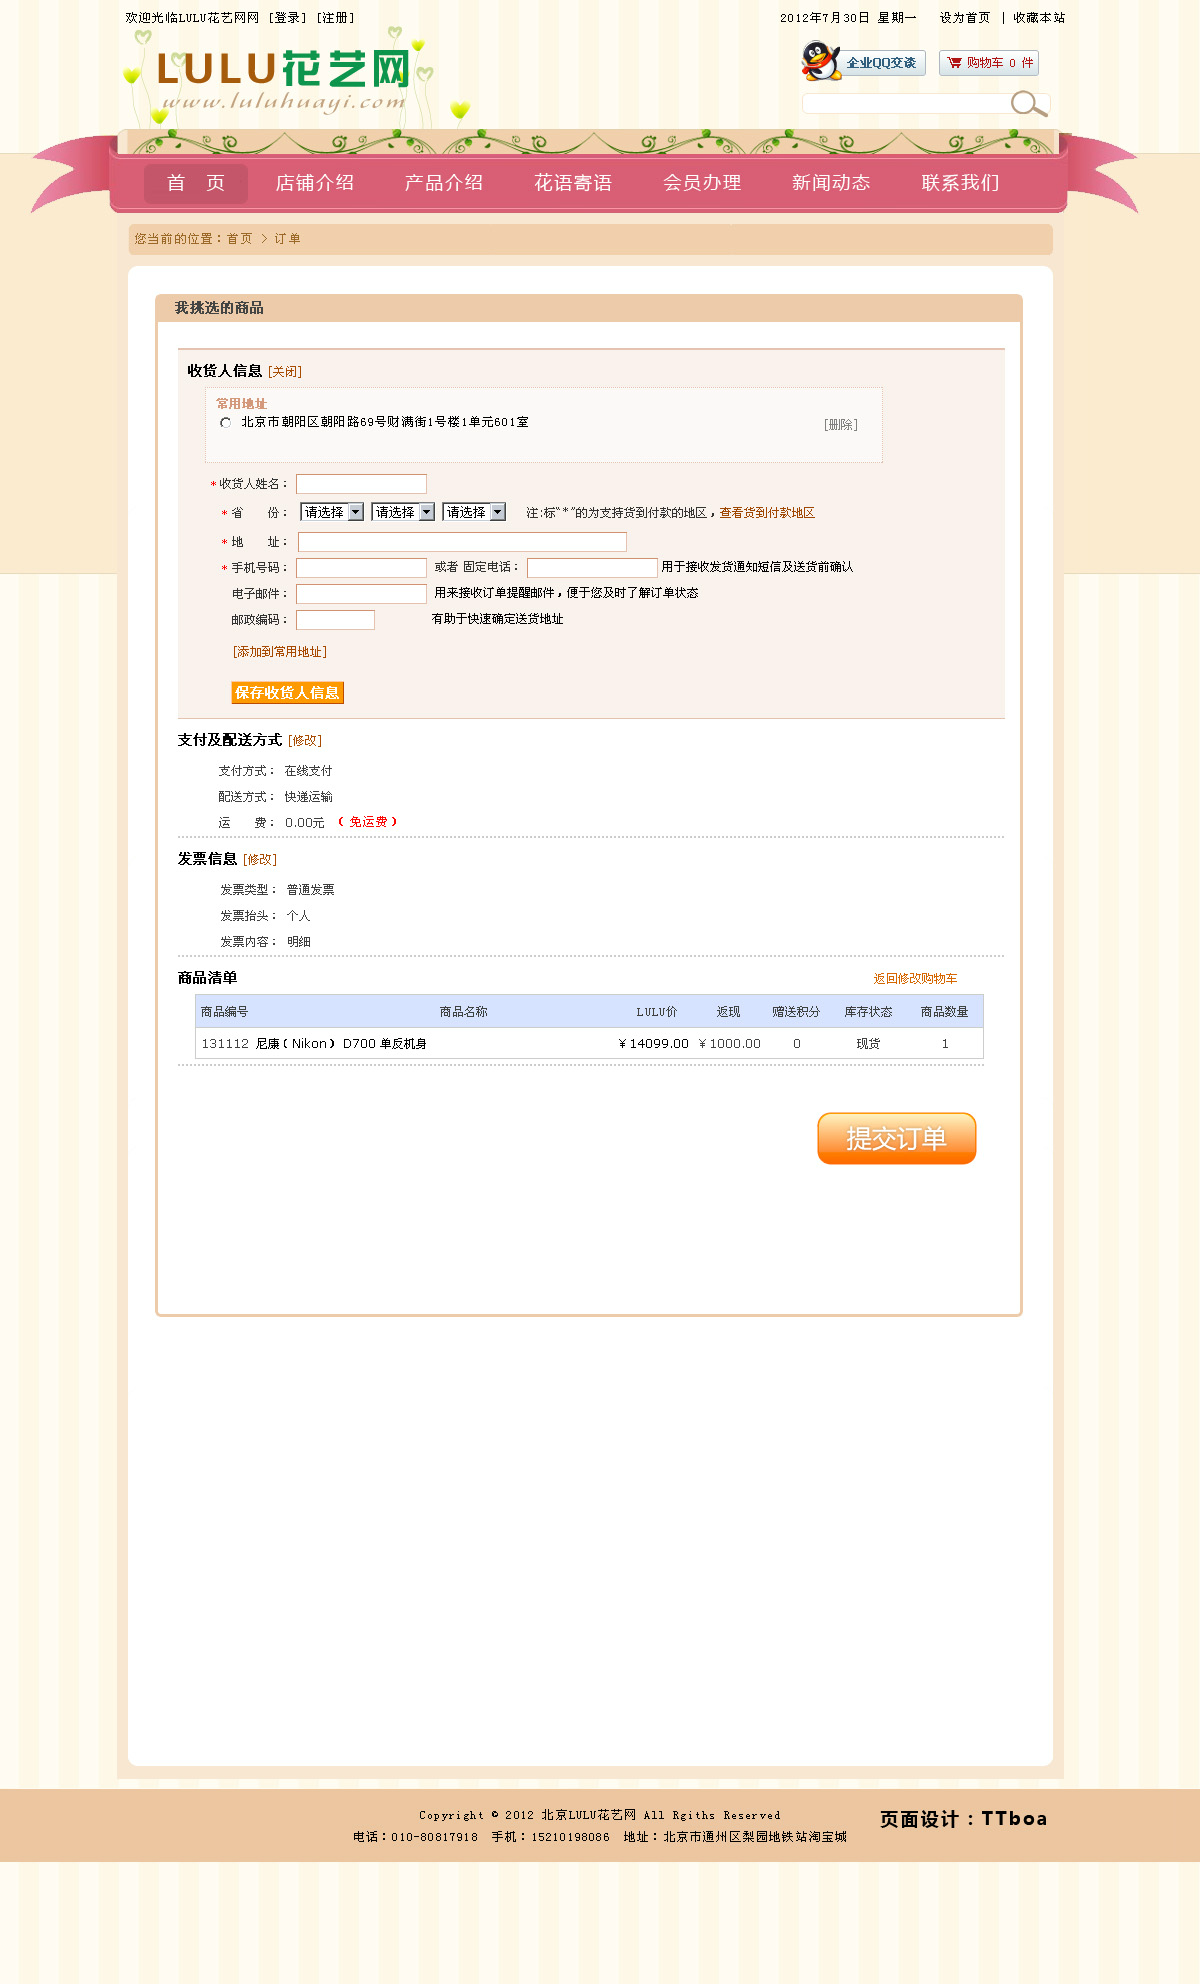 欢迎光临LULU花艺网网 [登录] [注册]
2012年7月30日 星期一 设为首页 | 收藏本站
LULU花艺网
www.luluhuayi.com
企业QQ交谈
购物车 0 件
首 页 店铺介绍 产品介绍 花语寄语 会员办理 新闻动态 联系我们
您当前的位置：首页 > 订单
我挑选的商品
收货人信息 [关闭]
常用地址
北京市朝阳区朝阳路69号财满街1号楼1单元601室
[删除]
*收货人姓名：
*省 份： 请选择 请选择 请选择 注:标"*"的为支持货到付款的地区，查看货到付款地区
*地 址：
*手机号码： 或者 固定电话： 用于接收发货通知短信及送货前确认
电子邮件： 用来接收订单提醒邮件，便于您及时了解订单状态
邮政编码： 有助于快速确定送货地址
[添加到常用地址]
保存收货人信息
支付及配送方式 [修改]
支付方式： 在线支付
配送方式： 快递运输
运 费： 0.00元 （免运费）
发票信息 [修改]
发票类型： 普通发票
发票抬头： 个人
发票内容： 明细
商品清单 返回修改购物车
商品编号 商品名称 LULU价 返现 赠送积分 库存状态 商品数量
131112 尼康（Nikon） D700 单反机身 ￥14099.00 ￥1000.00 0 现货 1
提交订单
Copyright © 2012 北京LULU花艺网 All Rgiths Reserved
页面设计：TTboa
电话：010-80817918 手机：15210198086 地址：北京市通州区梨园地铁站淘宝城